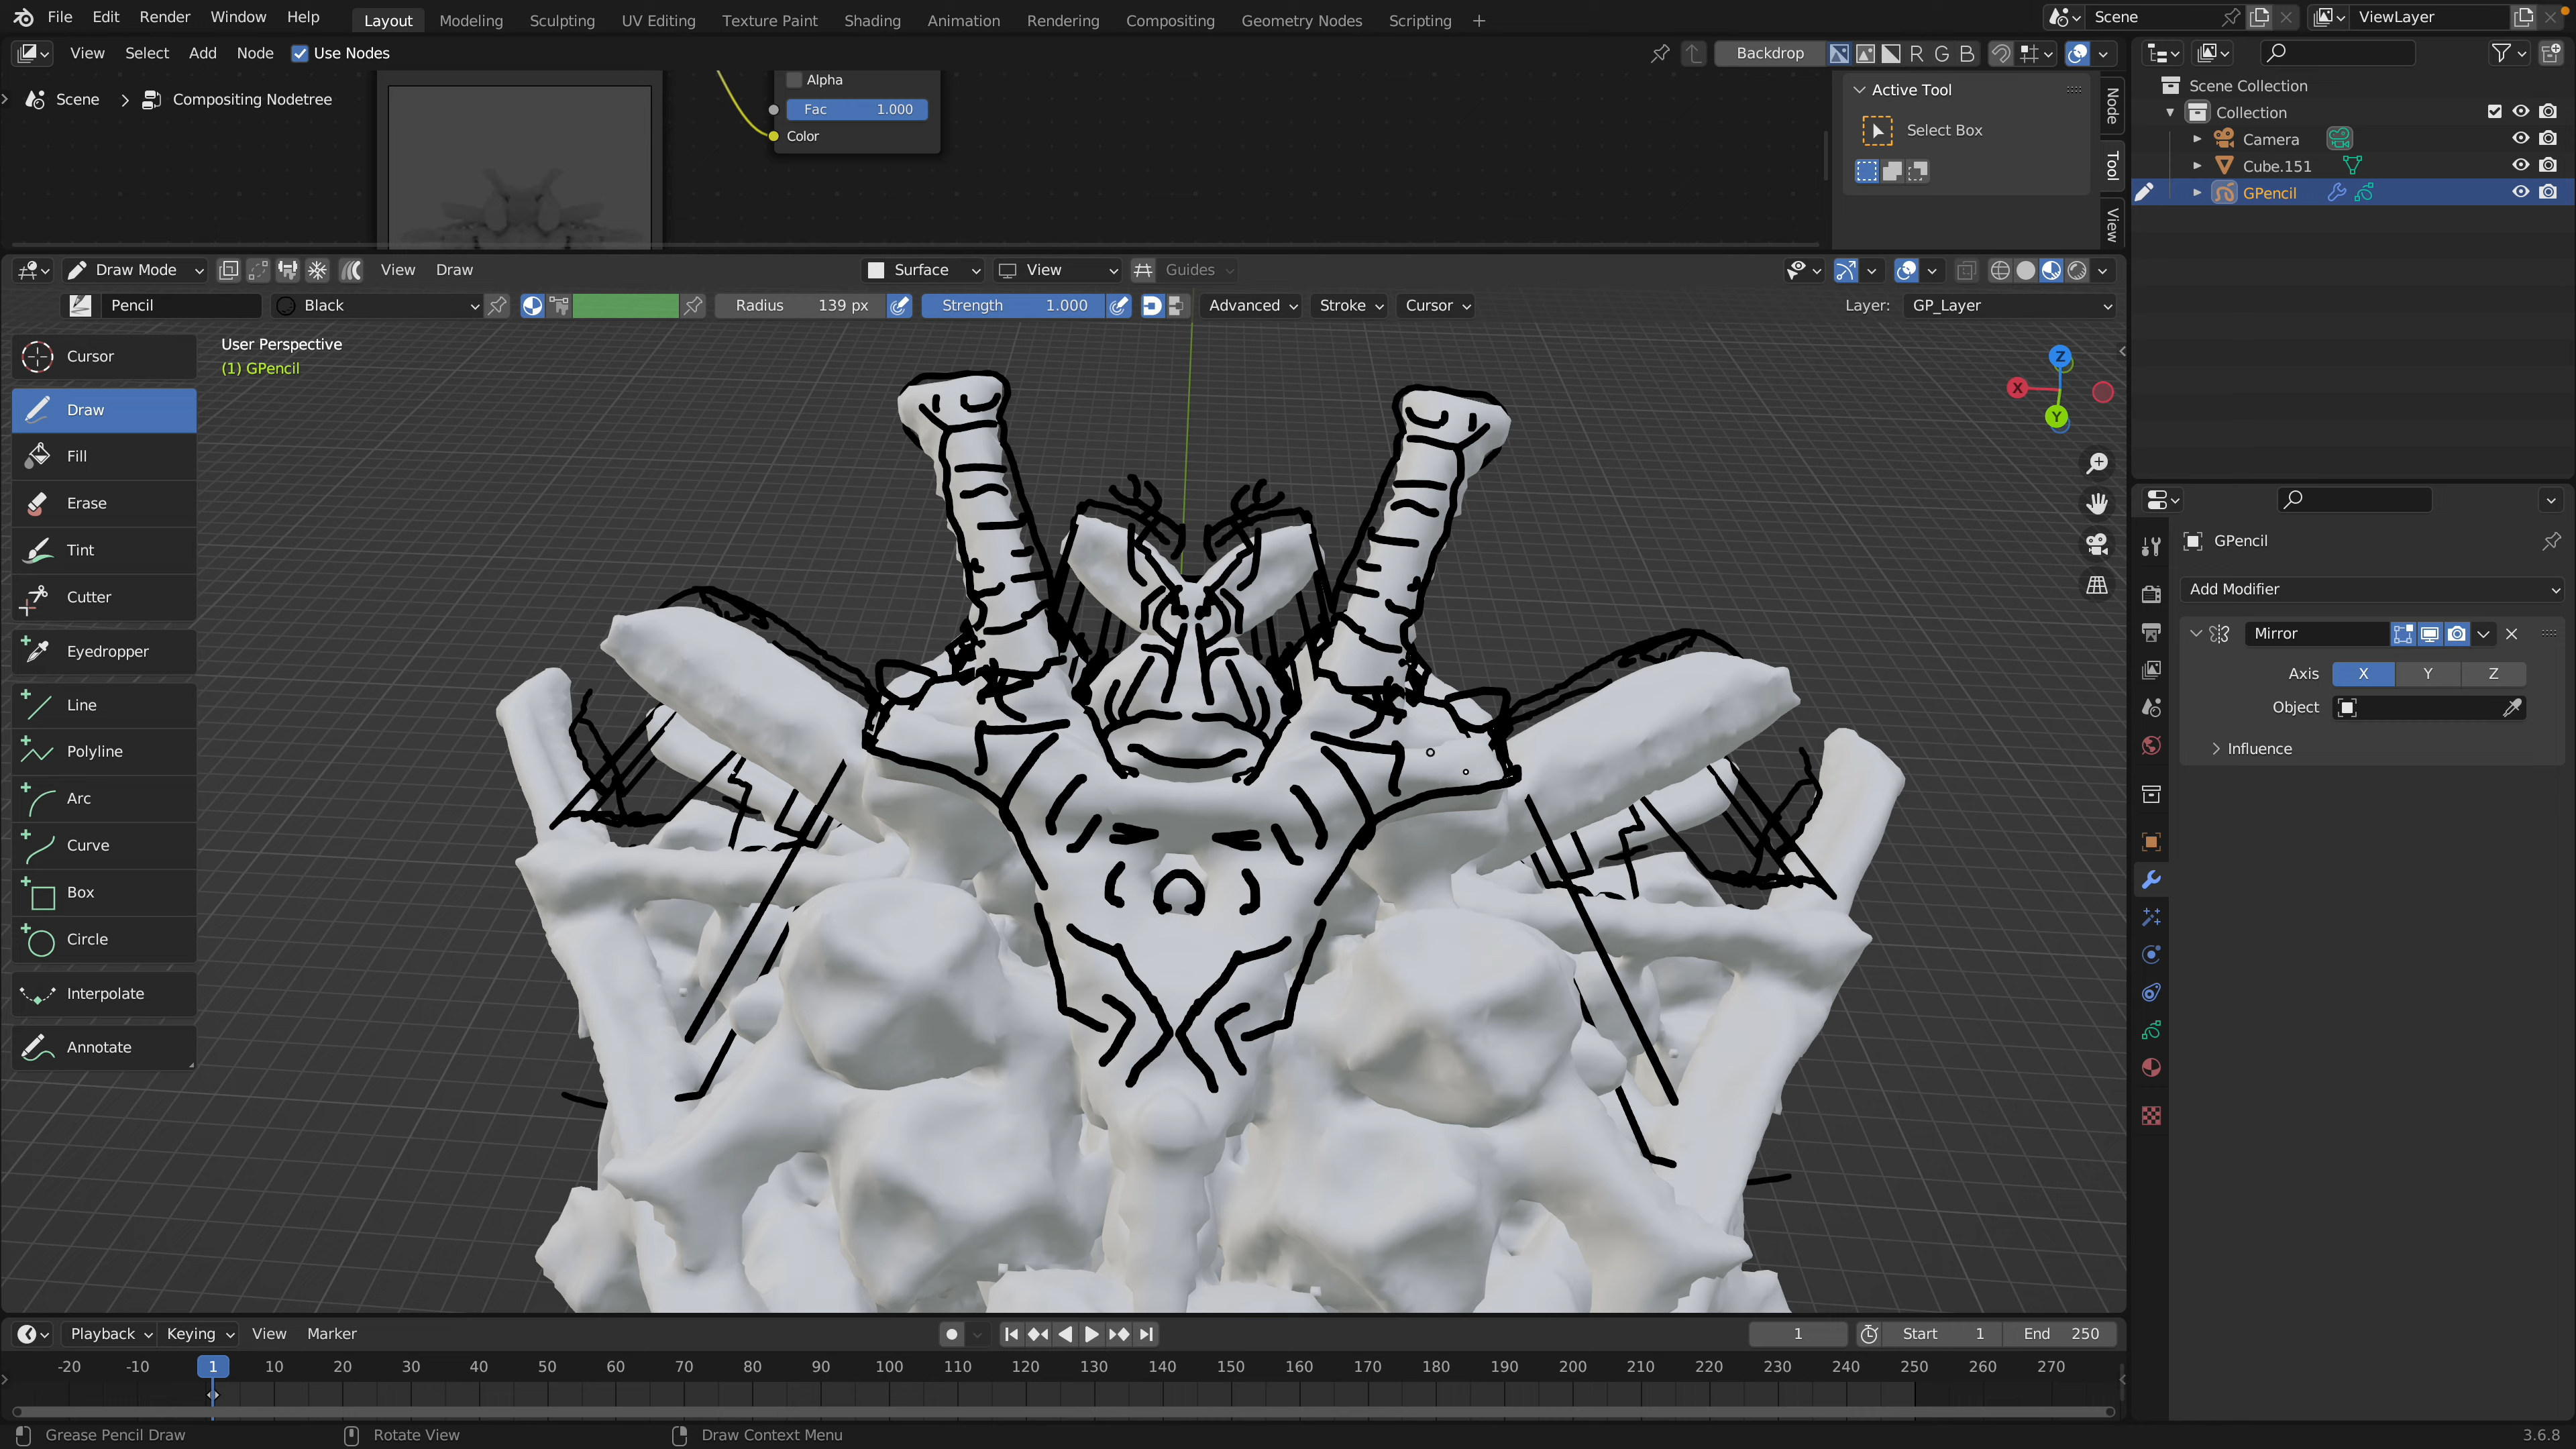 File Edit Render Window Help Layout Modeling Sculpting UV Editing Texture Paint Shading Animation Rendering Compositing Geometry Nodes Scripting + Scene ViewLayer
View Select Add Node Use Nodes Backdrop R G B
Scene > Compositing Nodetree
Alpha
Fac 1.000
Color
Active Tool
Select Box
Node
Tool
View
Scene Collection
Collection
Camera
Cube.151
GPencil
Draw Mode View Draw Surface View Guides
Pencil Black Radius 139 px Strength 1.000 Advanced Stroke Cursor Layer: GP_Layer
User Perspective
(1) GPencil
Cursor
Draw
Fill
Erase
Tint
Cutter
Eyedropper
Line
Polyline
Arc
Curve
Box
Circle
Interpolate
Annotate
Z
X
Y
GPencil
Add Modifier
Mirror
Axis X Y Z
Object
Influence
Playback Keying View Marker 1 Start 1 End 250
-20 -10 1 10 20 30 40 50 60 70 80 90 100 110 120 130 140 150 160 170 180 190 200 210 220 230 240 250 260 270
Grease Pencil Draw Rotate View Draw Context Menu 3.6.8